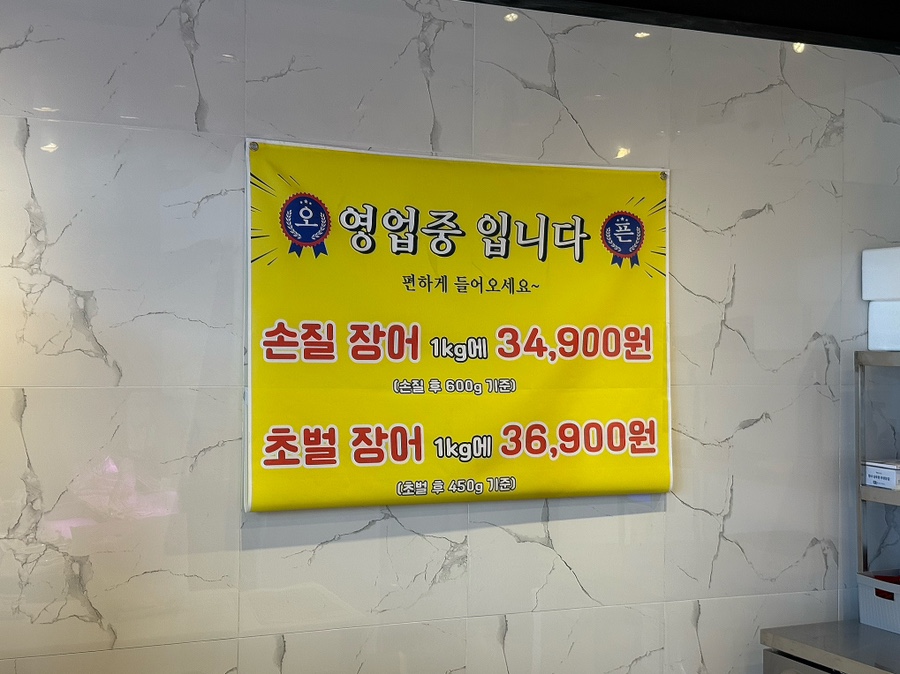 오 영업중 입니다 픈
편하게 들어오세요~
손질 장어 1kg에 34,900원
(손질 후 600g 기준)
초벌 장어 1kg에 36,900원
(초벌 후 450g 기준)